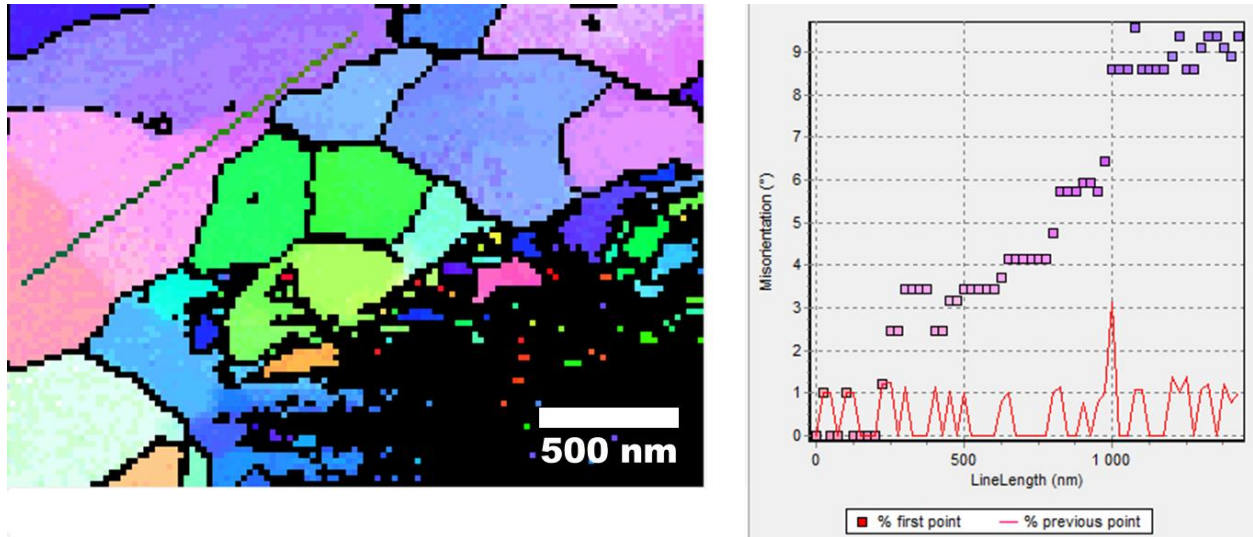 500 nm
9
8
7
6
5
4
3
2
1
0
Misorientation (°)
0 500 1 000
LineLength (nm)
% first point % previous point